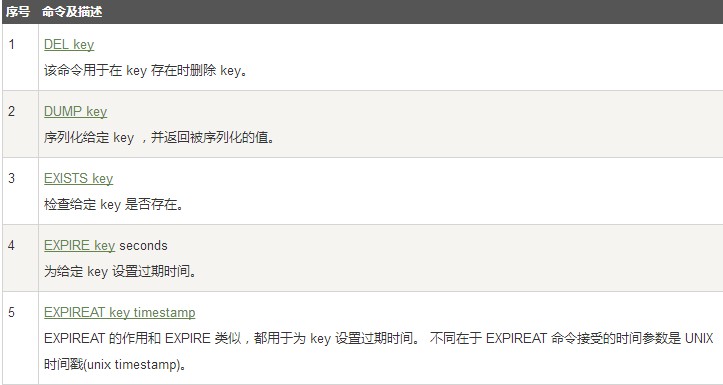 序号 命令及描述
1 DEL key
该命令用于在 key 存在时删除 key。
2 DUMP key
序列化给定 key ，并返回被序列化的值。
3 EXISTS key
检查给定 key 是否存在。
4 EXPIRE key seconds
为给定 key 设置过期时间。
5 EXPIREAT key timestamp
EXPIREAT 的作用和 EXPIRE 类似，都用于为 key 设置过期时间。 不同在于 EXPIREAT 命令接受的时间参数是 UNIX
时间戳(unix timestamp)。